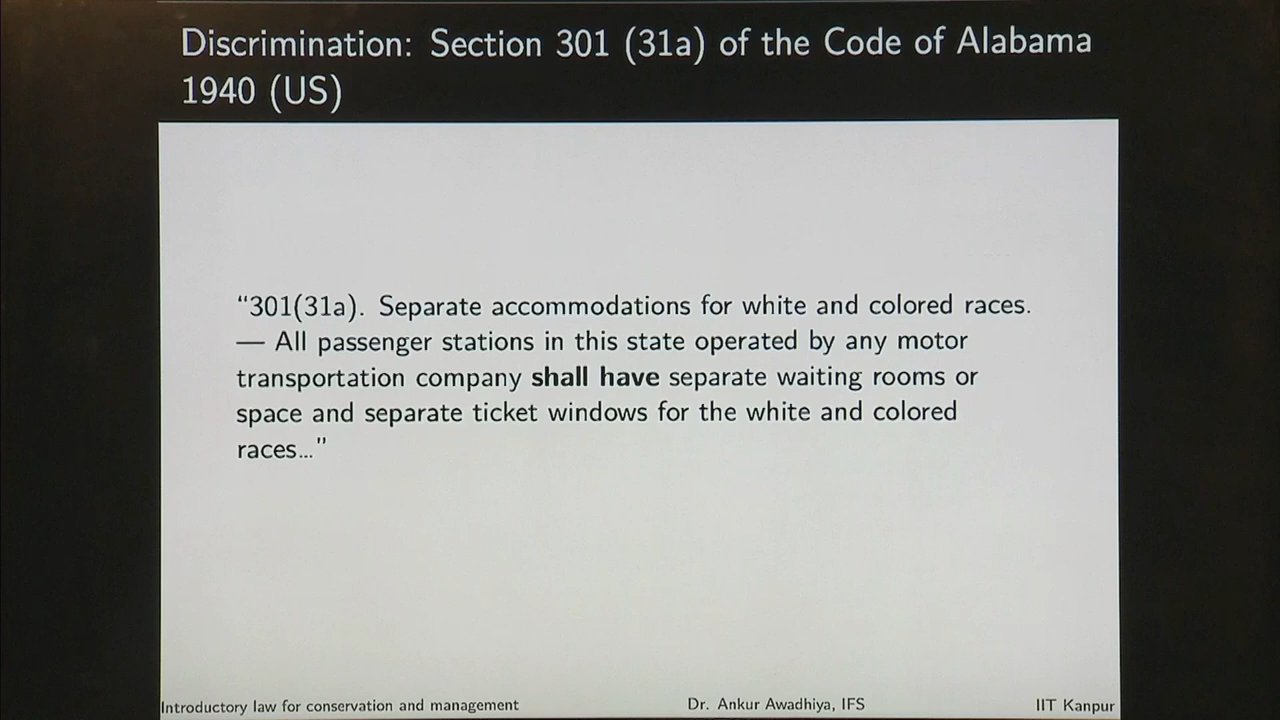 Discrimination: Section 301 (31a) of the Code of Alabama
1940 (US)
“301(31a). Separate accommodations for white and colored races.
— All passenger stations in this state operated by any motor
transportation company shall have separate waiting rooms or
space and separate ticket windows for the white and colored
races...”
Introductory law for conservation and management Dr. Ankur Awadhiya, IFS IIT Kanpur